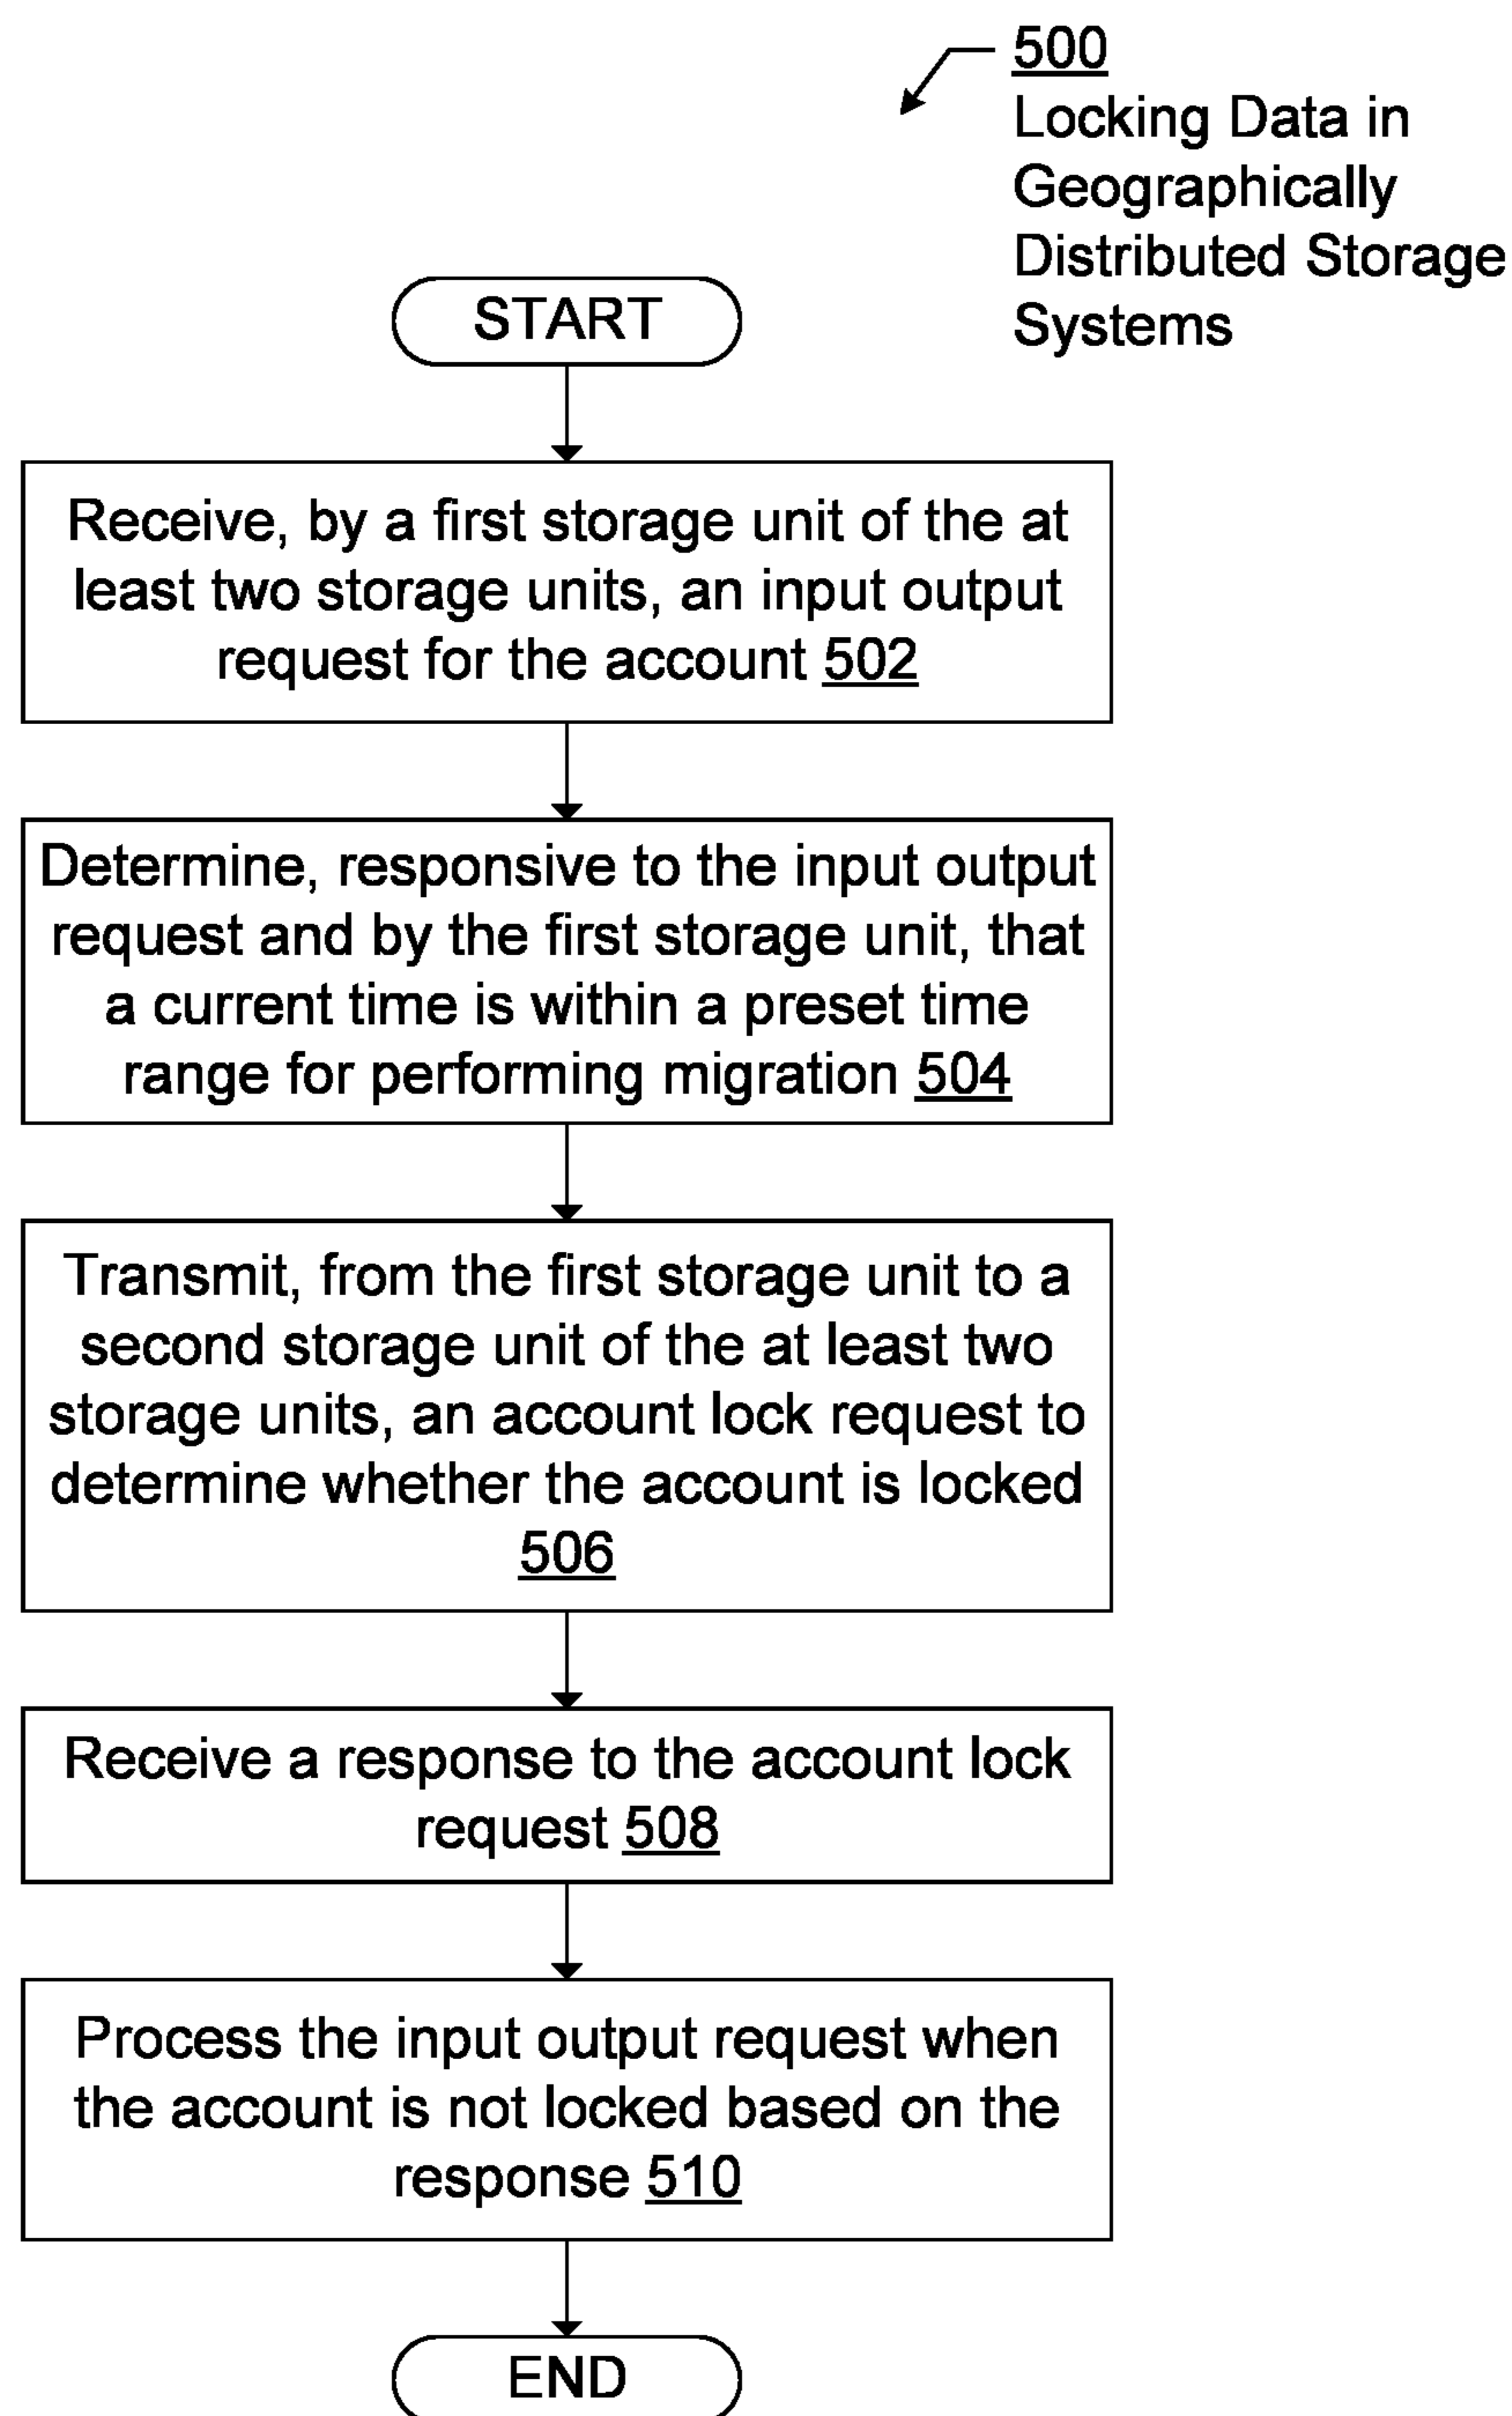 500
Locking Data in
Geographically
Distributed Storage
Systems
START
Receive, by a first storage unit of the at
least two storage units, an input output
request for the account 502
Determine, responsive to the input output
request and by the first storage unit, that
a current time is within a preset time
range for performing migration 504
Transmit, from the first storage unit to a
second storage unit of the at least two
storage units, an account lock request to
determine whether the account is locked
506
Receive a response to the account lock
request 508
Process the input output request when
the account is not locked based on the
response 510
END